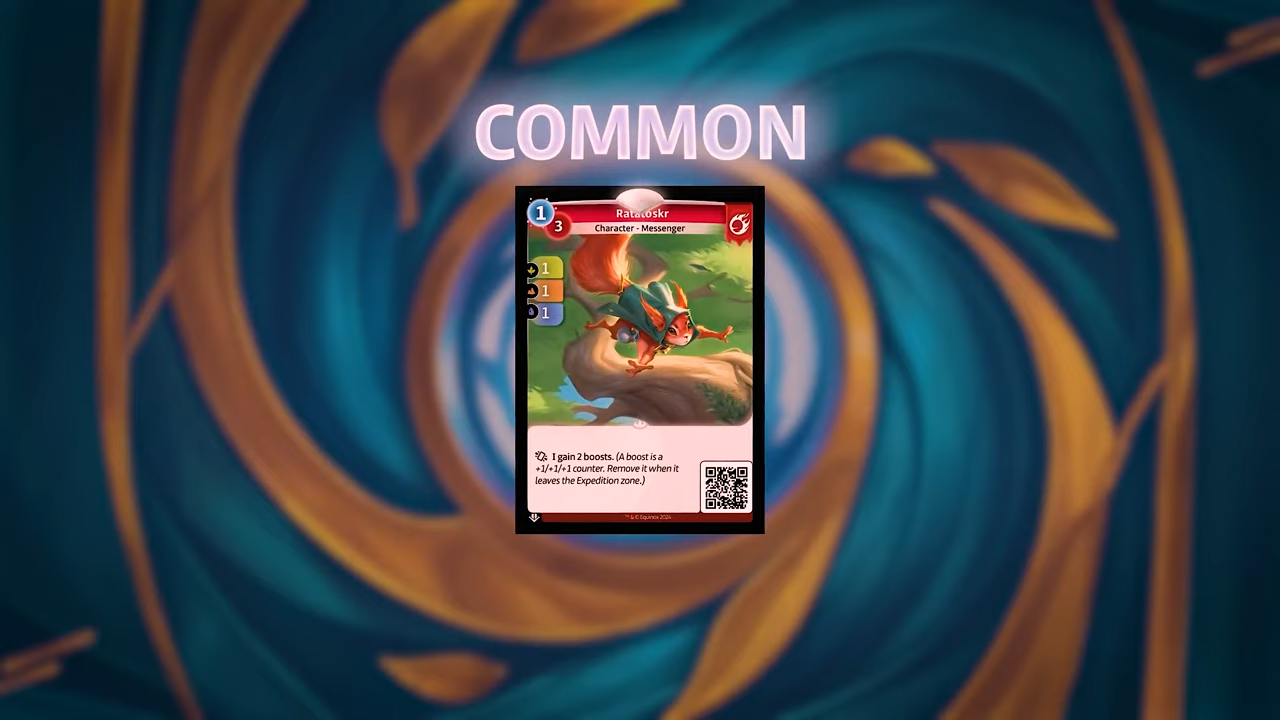 COMMON
1
Ratatoskr
3
Character - Messenger
1
1
1
I gain 2 boosts. (A boost is a
+1/+1/+1 counter. Remove it when it
leaves the Expedition zone.)
™ & © Equinox 2024